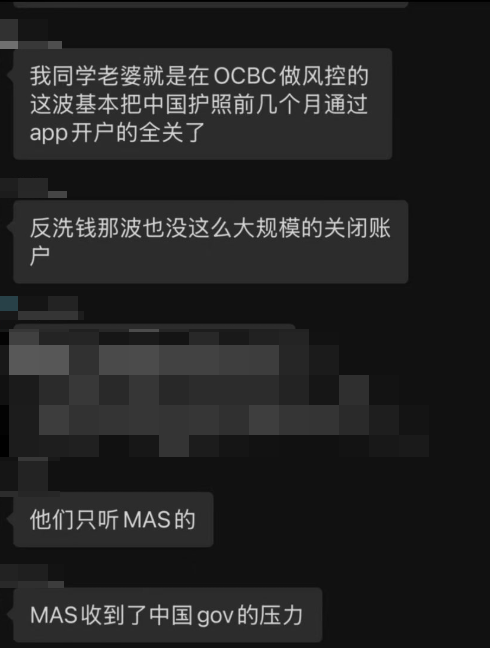 我同学老婆就是在OCBC做风控的
这波基本把中国护照前几个月通过
app开户的全关了
反洗钱那波也没这么大规模的关闭账
户
他们只听MAS的
MAS收到了中国gov的压力